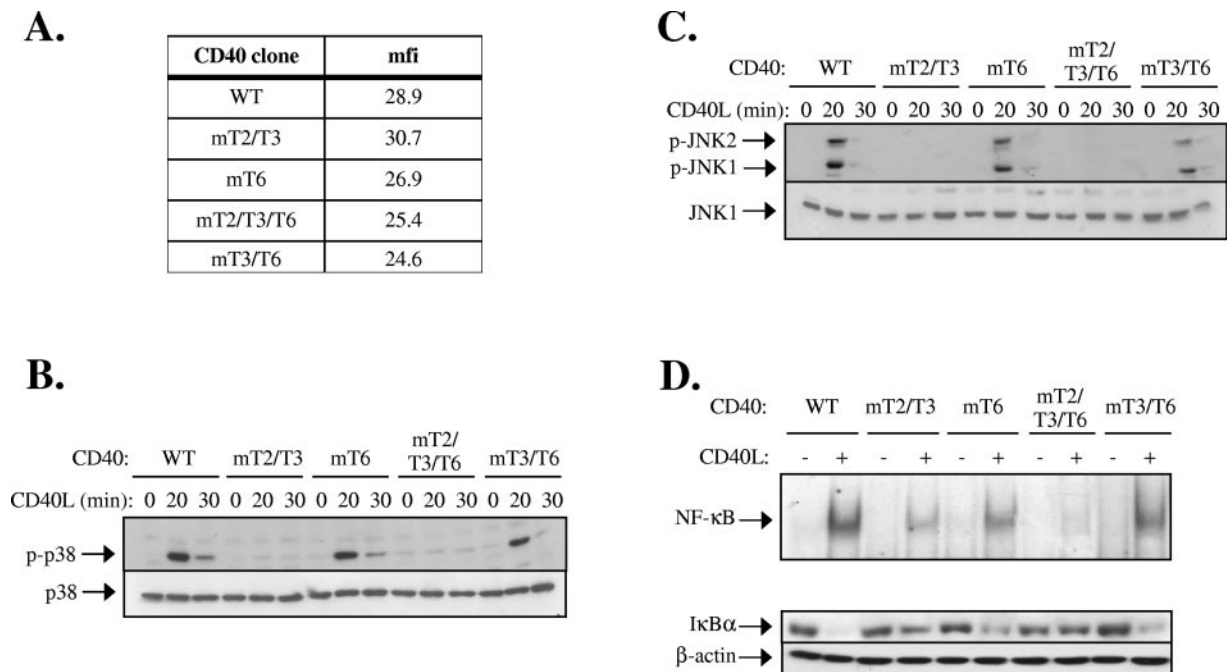 A.
CD40 clone mfi
WT 28.9
mT2/T3 30.7
mT6 26.9
mT2/T3/T6 25.4
mT3/T6 24.6
B.
CD40: WT mT2/T3 mT6 mT2/ mT3/T6
T3/T6
CD40L (min): 0 20 30 0 20 30 0 20 30 0 20 30 0 20 30
p-p38
p38
C.
CD40: WT mT2/T3 mT6 mT2/ mT3/T6
T3/T6
CD40L (min): 0 20 30 0 20 30 0 20 30 0 20 30 0 20 30
p-JNK2
p-JNK1
JNK1
D.
CD40: WT mT2/T3 mT6 mT2/ mT3/T6
T3/T6
CD40L: - + - + - + - + - +
NF-κB
IκBα
β-actin